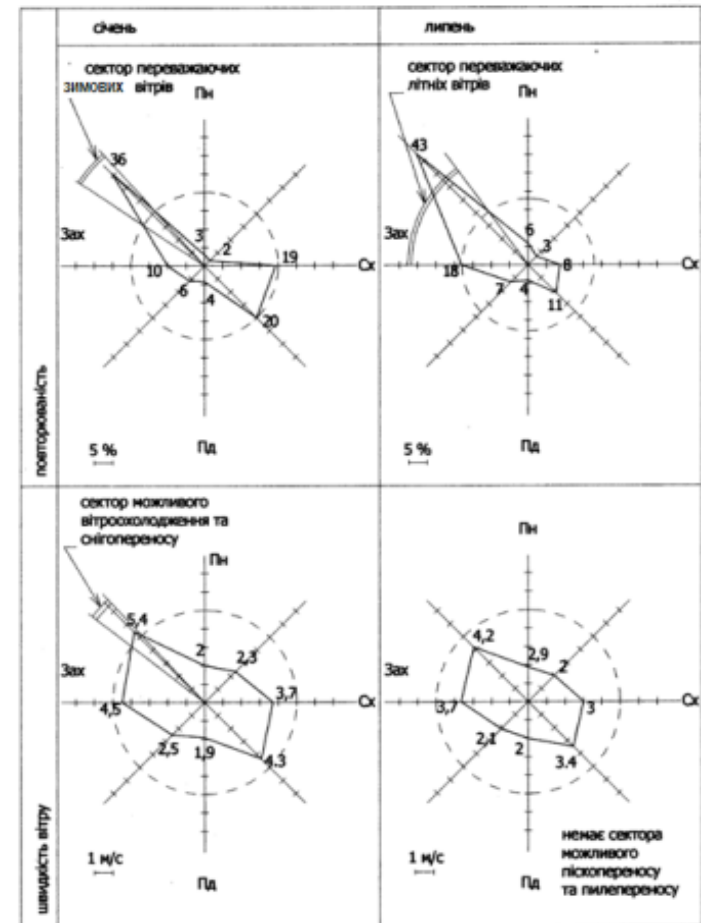 січень
липень
повторюваність
швидкість вітру
сектор переважаючих
зимових вітрів
Пн
36
3
2
19
Зах
Сх
10
6
4
20
5 %
Пд
сектор переважаючих
літніх вітрів
Пн
43
6
3
8
Зах
Сх
18
7
4
11
5 %
Пд
сектор можливого
вітроохолодження та
снігопереносу
Пн
5,4
2
2,3
3,7
Зах
Сх
4,5
2,5
1,9
4.3
1 м/с
Пд
Пн
4,2
2,9
2
Зах
Сх
3,7
3
2,1
2
3.4
1 м/с
Пд
немає сектора
можливого
піскопереносу
та пилепереносу